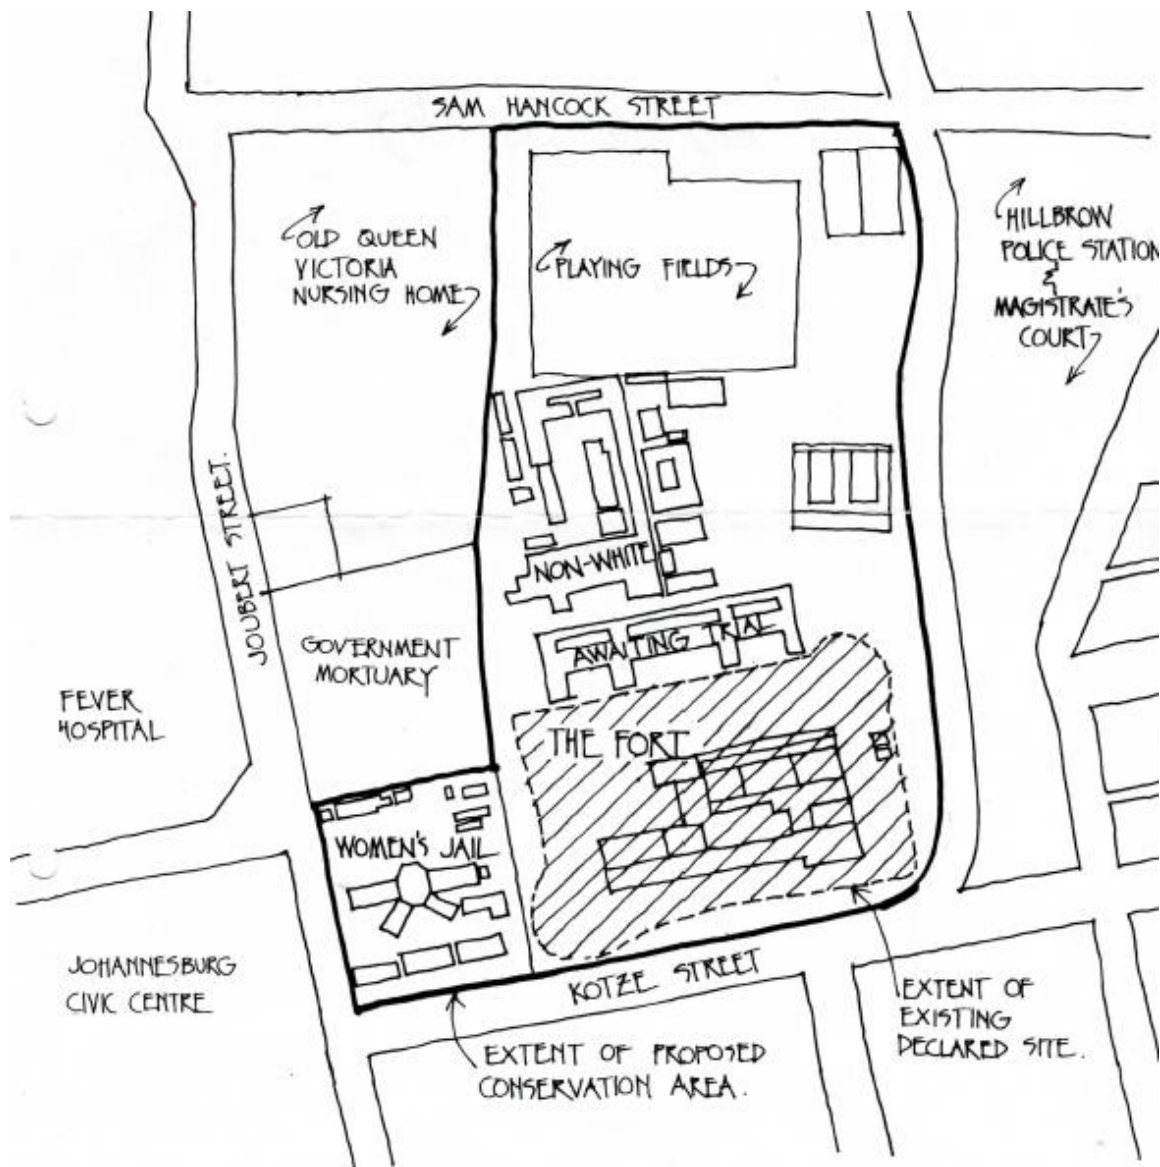 SAM HANCOCK STREET
OLD QUEEN
VICTORIA
NURSING HOME
PLAYING FIELDS
HILLBROW
POLICE STATION
&
MAGISTRATE'S
COURT
JOUBERT STREET.
NON-WHITE
GOVERNMENT
MORTUARY
AWAITING TRIAL
FEVER
HOSPITAL
THE FORT
WOMEN'S JAIL
JOHANNESBURG
CIVIC CENTRE
KOTZE STREET
EXTENT OF
EXISTING
DECLARED SITE.
EXTENT OF PROPOSED
CONSERVATION AREA.